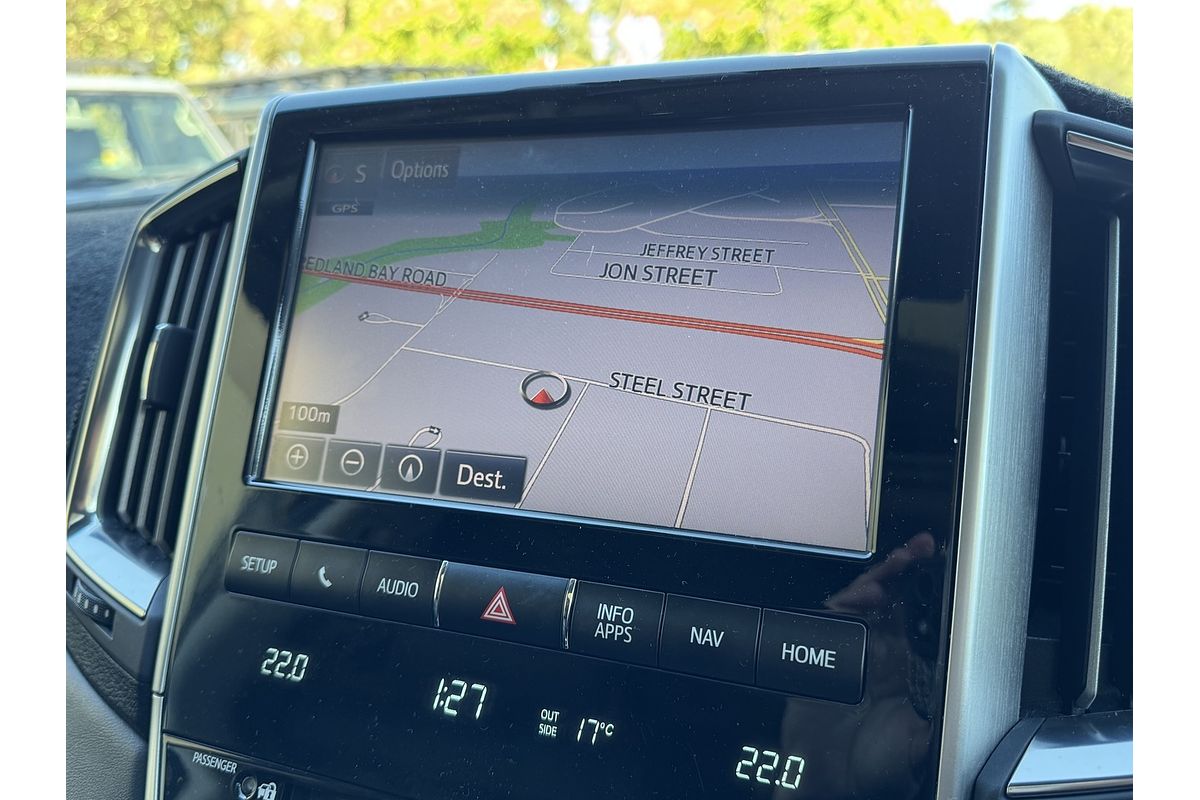 S
Options
GPS
JEFFREY STREET
JON STREET
REDLAND BAY ROAD
STEEL STREET
100m
Dest.
SETUP
AUDIO
INFO
APPS
NAV
HOME
22.0
1:27
OUT
SIDE
17°C
22.0
PASSENGER